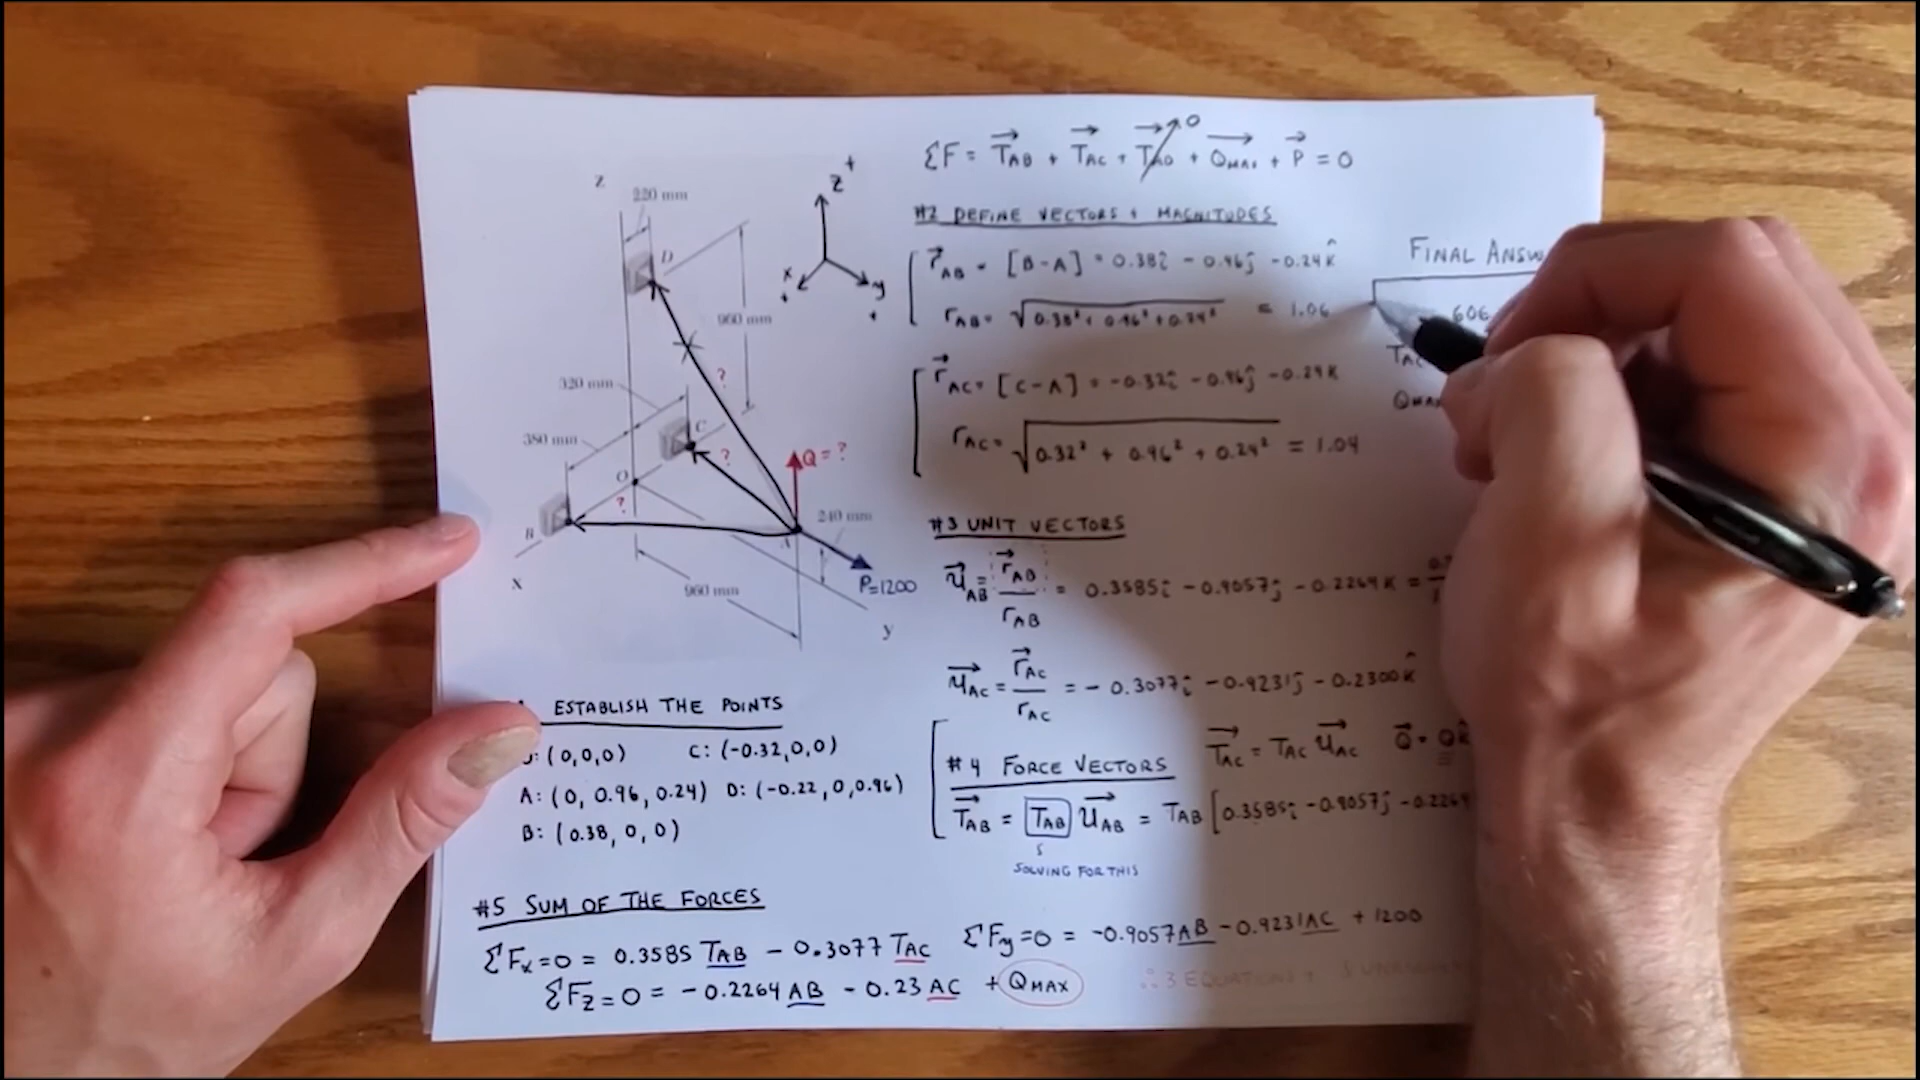 ΣF = T⃗AB + T⃗AC + T⃗AD↗0 + Q⃗MAX + P⃗ = 0
#2 DEFINE VECTORS + MAGNITUDES
r⃗AB = [B-A] = 0.38î - 0.96ĵ - 0.24k̂
rAB = √0.38² + 0.96² + 0.24² = 1.06
r⃗AC = [C-A] = -0.32î - 0.96ĵ - 0.24k
rAC = √0.32² + 0.96² + 0.24² = 1.04
FINAL
606
TAC
#3 UNIT VECTORS
u⃗AB = r⃗AB / rAB = 0.3585î - 0.9057ĵ - 0.2264k =
u⃗AC = r⃗AC / rAC = -0.3077î - 0.9231ĵ - 0.2300k̂
#4 FORCE VECTORS
T⃗AC = TAC u⃗AC
T⃗AB = TAB u⃗AB = TAB [0.3585î - 0.9057ĵ - 0.2264
SOLVING FOR THIS
z
220 mm
D
960 mm
320 mm
380 mm
C
O
B
x
A
240 mm
960 mm
y
?
?
?
Q = ?
P=1200
z +
x +
y +
ESTABLISH THE POINTS
: (0,0,0) C: (-0.32,0,0)
A: (0, 0.96, 0.24) D: (-0.22, 0, 0.96)
B: (0.38, 0, 0)
#5 SUM OF THE FORCES
ΣFx=0 = 0.3585 TAB - 0.3077 TAC
ΣFy=0 = -0.9057AB - 0.9231AC + 1200
ΣFz=0 = -0.2264 AB - 0.23 AC + QMAX
∴ 3 EQUATIONS